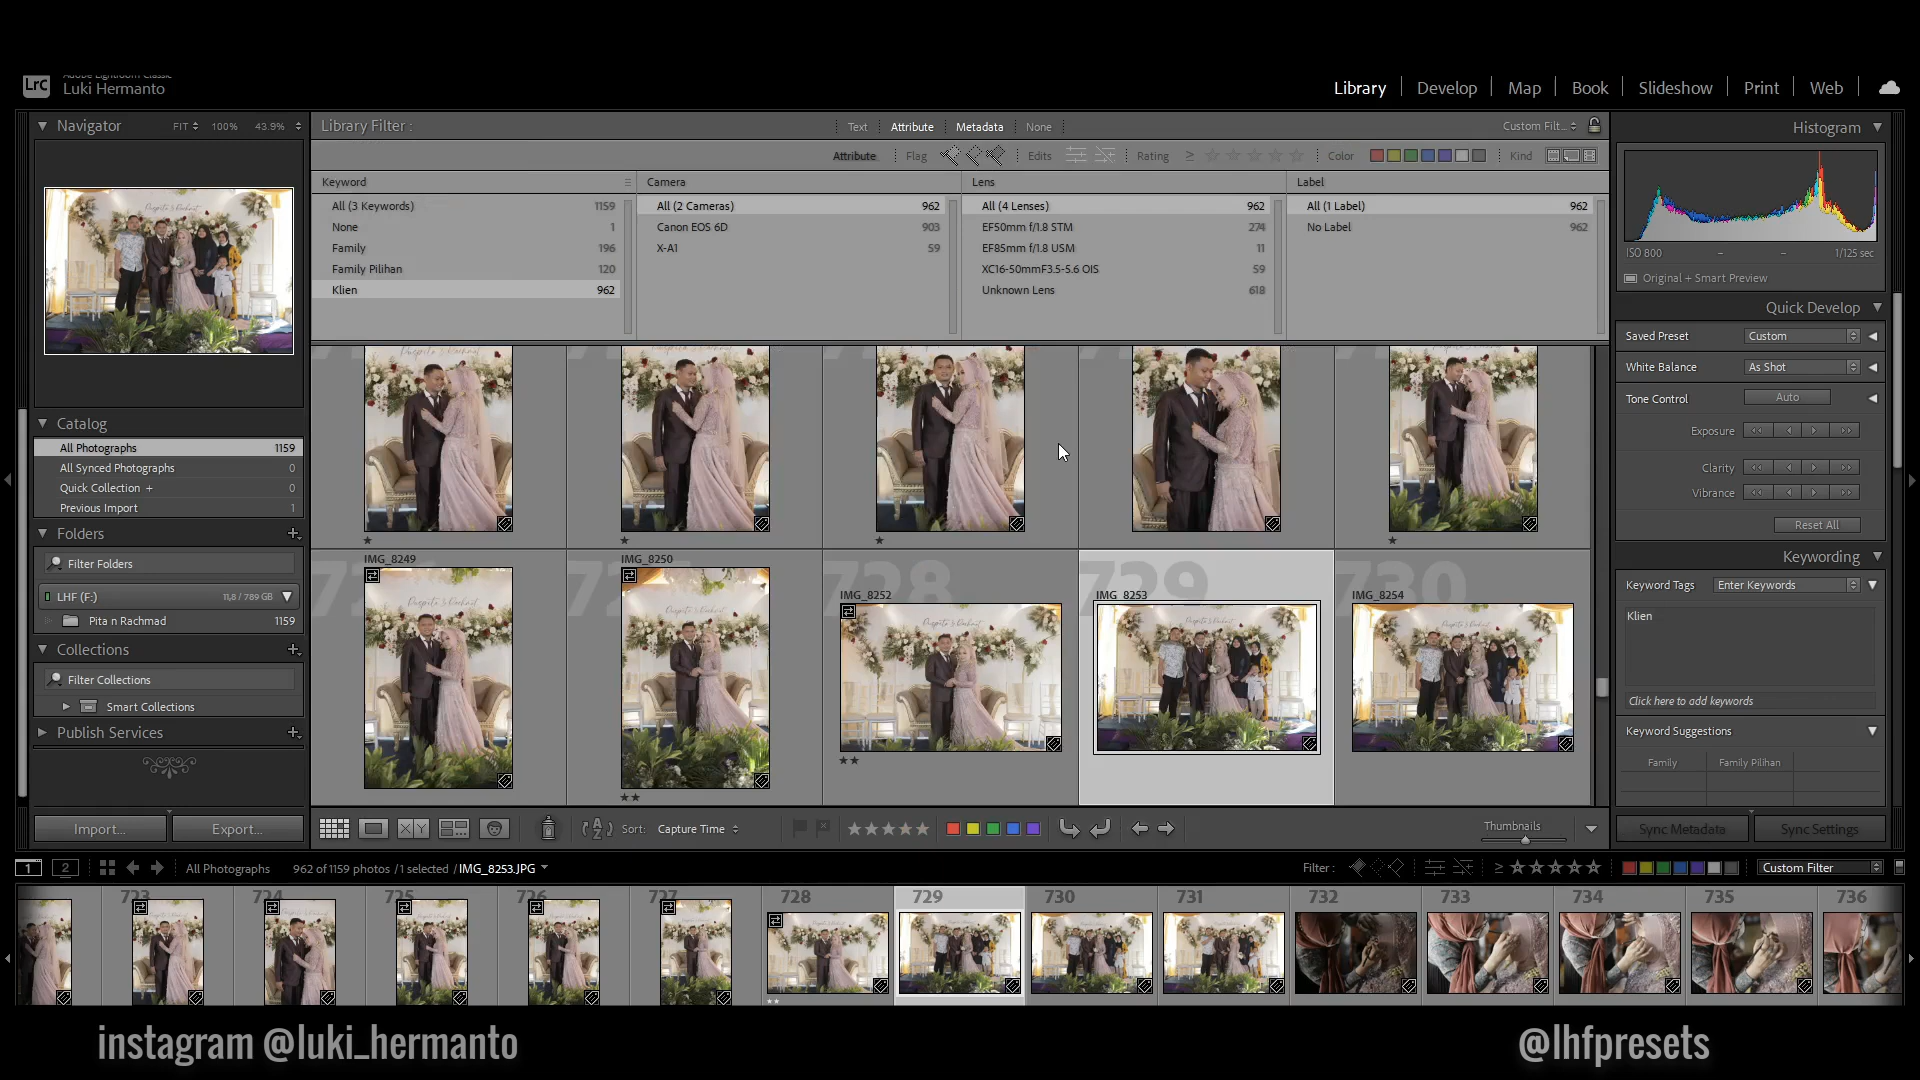 LrC
Adobe Lightroom Classic
Luki Hermanto
Library Develop Map Book Slideshow Print Web
Navigator FIT 100% 43.9%
Library Filter : Text Attribute Metadata None Custom Filt...
Histogram
Attribute Flag Edits Rating ≥ Color Kind
Keyword Camera Lens Label
All (3 Keywords) 1159 All (2 Cameras) 962 All (4 Lenses) 962 All (1 Label) 962
None 1 Canon EOS 6D 903 EF50mm f/1.8 STM 274 No Label 962
Family 196 X-A1 59 EF85mm f/1.8 USM 11
Family Pilihan 120 XC16-50mmF3.5-5.6 OIS 59
Klien 962 Unknown Lens 618
ISO 800 – – 1/125 sec
Original + Smart Preview
Quick Develop
Saved Preset Custom
White Balance As Shot
Tone Control Auto
Exposure
Clarity
Vibrance
Reset All
Catalog
All Photographs 1159
All Synced Photographs 0
Quick Collection + 0
Previous Import 1
Folders
Filter Folders
LHF (F:) 11,8 / 789 GB
Pita n Rachmad 1159
Collections
Filter Collections
Smart Collections
Publish Services
Import... Export...
IMG_8249 IMG_8250
728 729 730
IMG_8252 IMG_8253 IMG_8254
Keywording
Keyword Tags Enter Keywords
Klien
Click here to add keywords
Keyword Suggestions
Family Family Pilihan
Sync Metadata Sync Settings
XY Sort: Capture Time Thumbnails
1 2 All Photographs 962 of 1159 photos /1 selected /IMG_8253.JPG Filter : ≥ Custom Filter
723 724 725 726 727 728 729 730 731 732 733 734 735 736
instagram @luki_hermanto
@lhfpresets